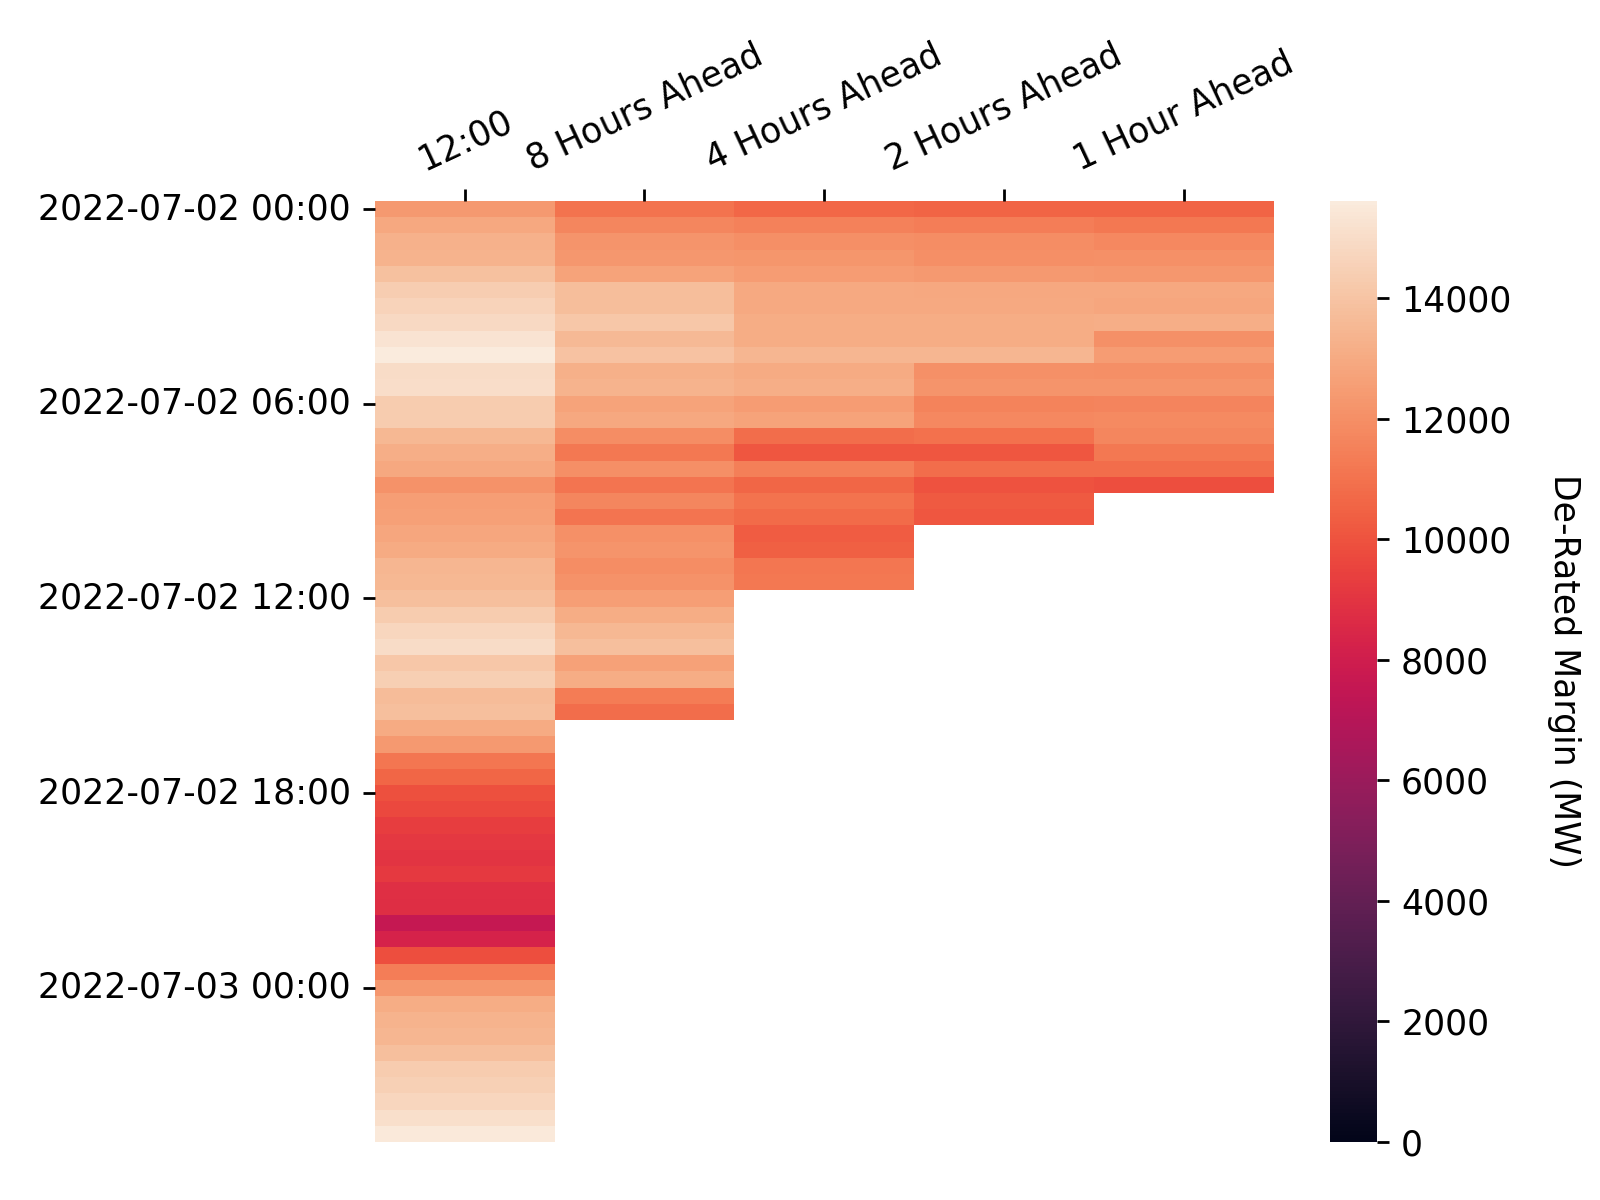 12:00
8 Hours Ahead
4 Hours Ahead
2 Hours Ahead
1 Hour Ahead
2022-07-02 00:00
2022-07-02 06:00
2022-07-02 12:00
2022-07-02 18:00
2022-07-03 00:00
14000
12000
10000
8000
6000
4000
2000
0
De-Rated Margin (MW)